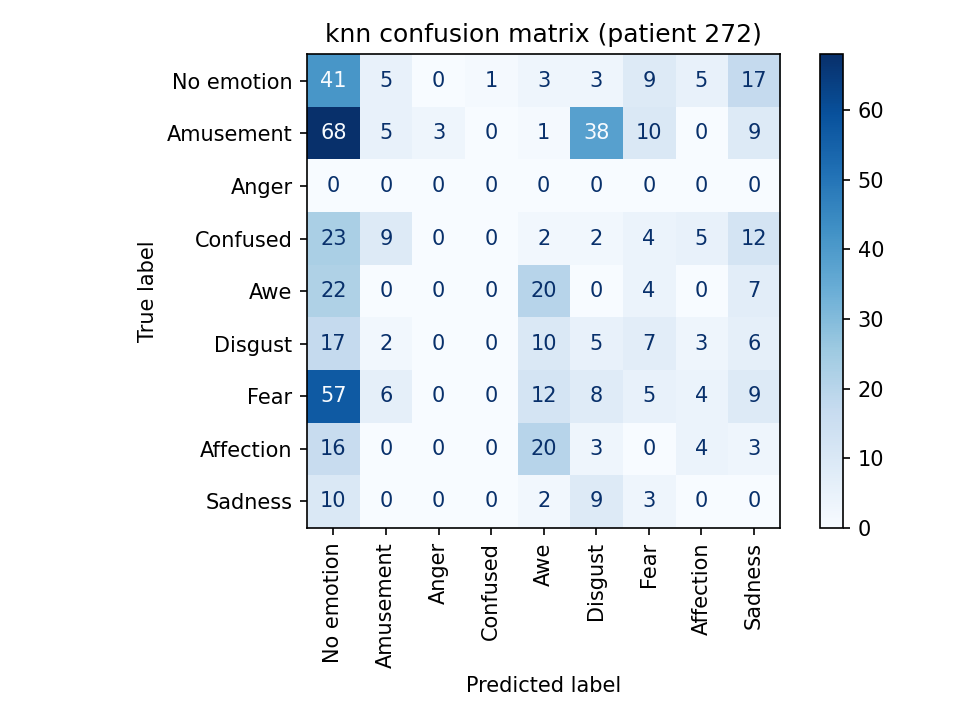 knn confusion matrix (patient 272)
No emotion 41 5 0 1 3 3 9 5 17
Amusement 68 5 3 0 1 38 10 0 9
Anger 0 0 0 0 0 0 0 0 0
Confused 23 9 0 0 2 2 4 5 12
Awe 22 0 0 0 20 0 4 0 7
Disgust 17 2 0 0 10 5 7 3 6
Fear 57 6 0 0 12 8 5 4 9
Affection 16 0 0 0 20 3 0 4 3
Sadness 10 0 0 0 2 9 3 0 0
True label
No emotion Amusement Anger Confused Awe Disgust Fear Affection Sadness
Predicted label
60
50
40
30
20
10
0